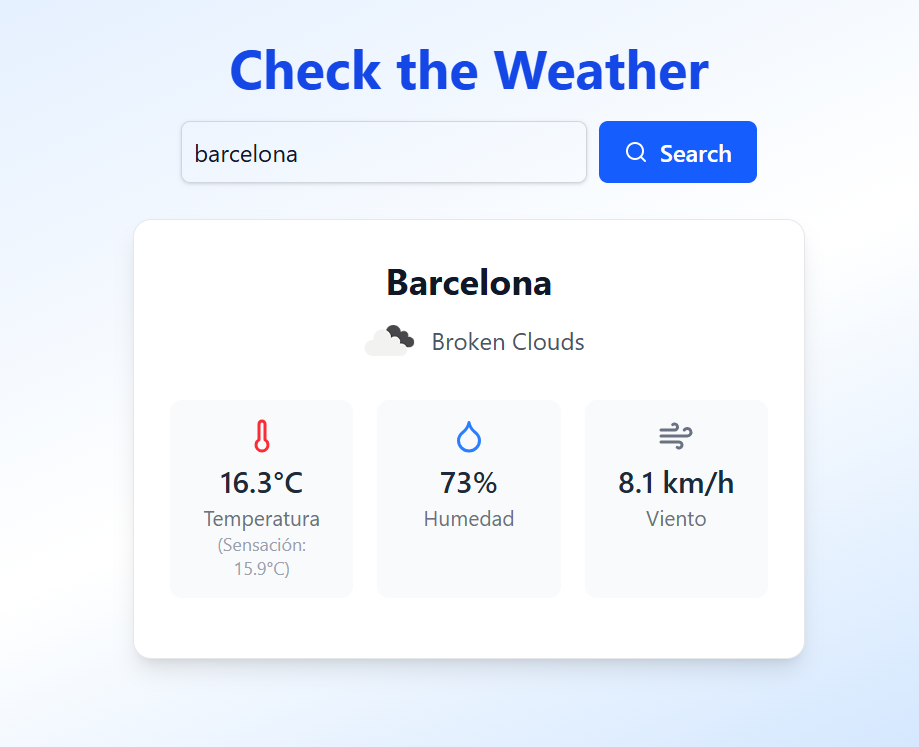 Check the Weather
barcelona
Search
Barcelona
Broken Clouds
16.3°C
Temperatura
(Sensación:
15.9°C)
73%
Humedad
8.1 km/h
Viento